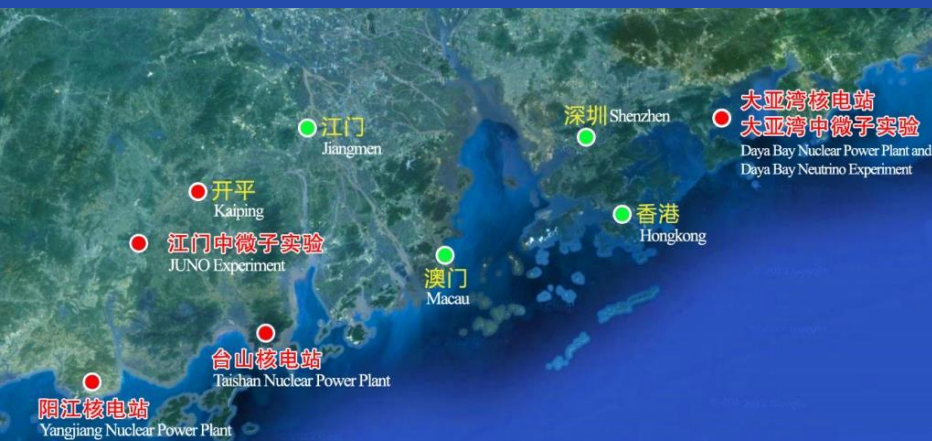 大亚湾核电站
大亚湾中微子实验
Daya Bay Nuclear Power Plant and
Daya Bay Neutrino Experiment
深圳 Shenzhen
江门
Jiangmen
开平
Kaiping
香港
Hongkong
江门中微子实验
JUNO Experiment
澳门
Macau
台山核电站
Taishan Nuclear Power Plant
阳江核电站
Yangjiang Nuclear Power Plant